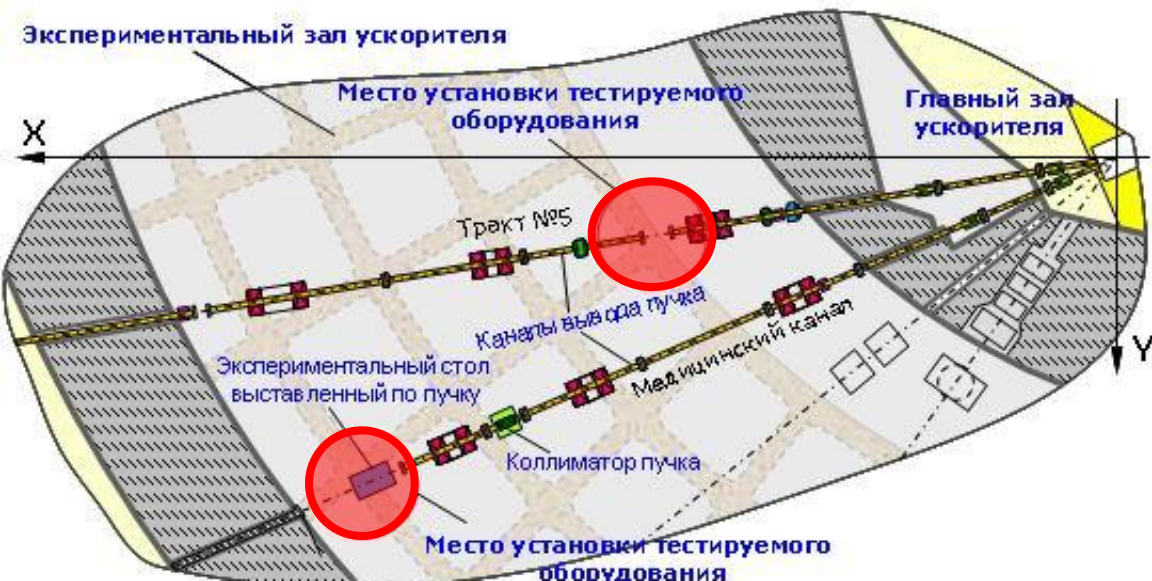 Экспериментальный зал ускорителя
Место установки тестируемого
оборудования
Главный зал
ускорителя
X
Тракт №5
Каналы вывода пучка
Y
Медицинский канал
Экспериментальный стол
выставленный по пучку
Коллиматор пучка
Место установки тестируемого
оборудования